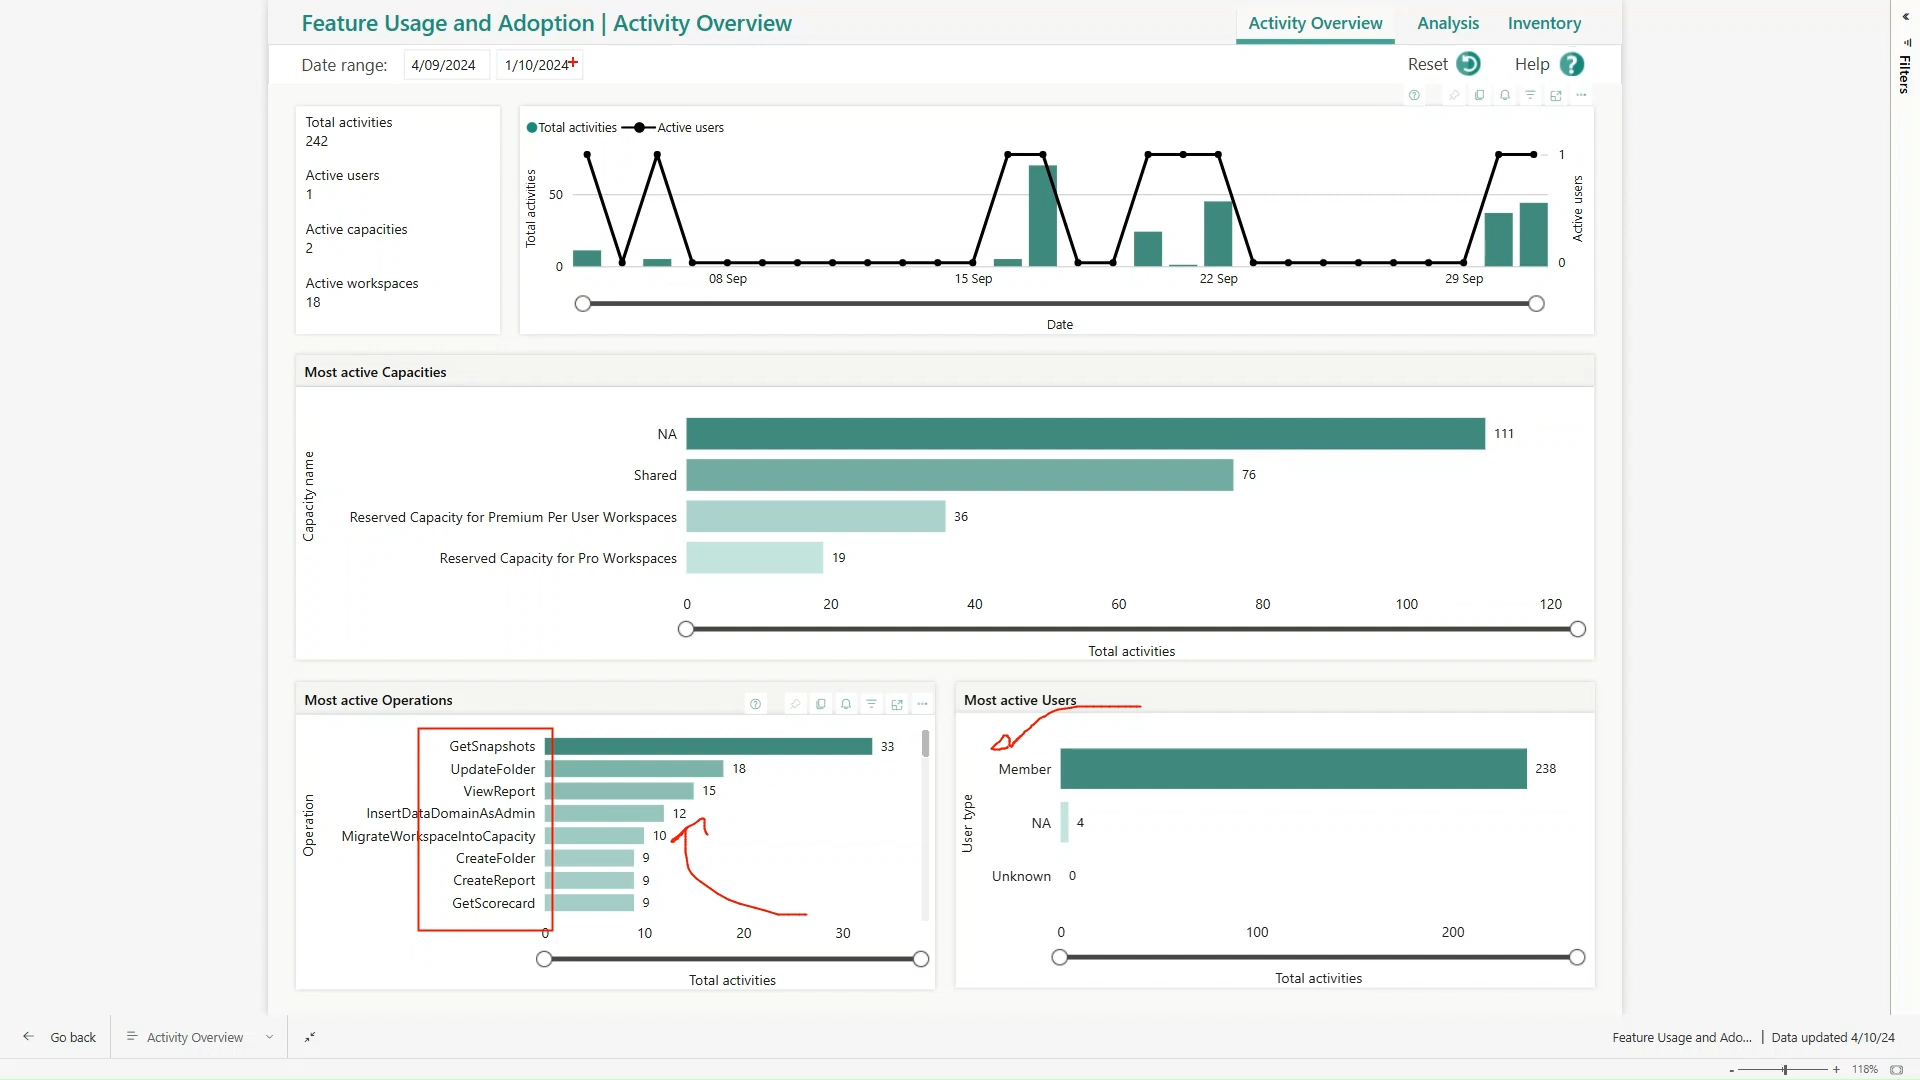 Feature Usage and Adoption | Activity Overview
Activity Overview
Analysis
Inventory
Filters
Date range:
4/09/2024
1/10/2024
Reset
Help
Total activities
242
Active users
1
Active capacities
2
Active workspaces
18
Total activities
Active users
Total activities
50
0
1
0
Active users
08 Sep
15 Sep
22 Sep
29 Sep
Date
Most active Capacities
Capacity name
NA
111
Shared
76
Reserved Capacity for Premium Per User Workspaces
36
Reserved Capacity for Pro Workspaces
19
0
20
40
60
80
100
120
Total activities
Most active Operations
Operation
GetSnapshots
33
UpdateFolder
18
ViewReport
15
InsertDataDomainAsAdmin
12
MigrateWorkspaceIntoCapacity
10
CreateFolder
9
CreateReport
9
GetScorecard
9
0
10
20
30
Total activities
Most active Users
User type
Member
238
NA
4
Unknown
0
0
100
200
Total activities
Go back
Activity Overview
Feature Usage and Ado... | Data updated 4/10/24
- + 118%